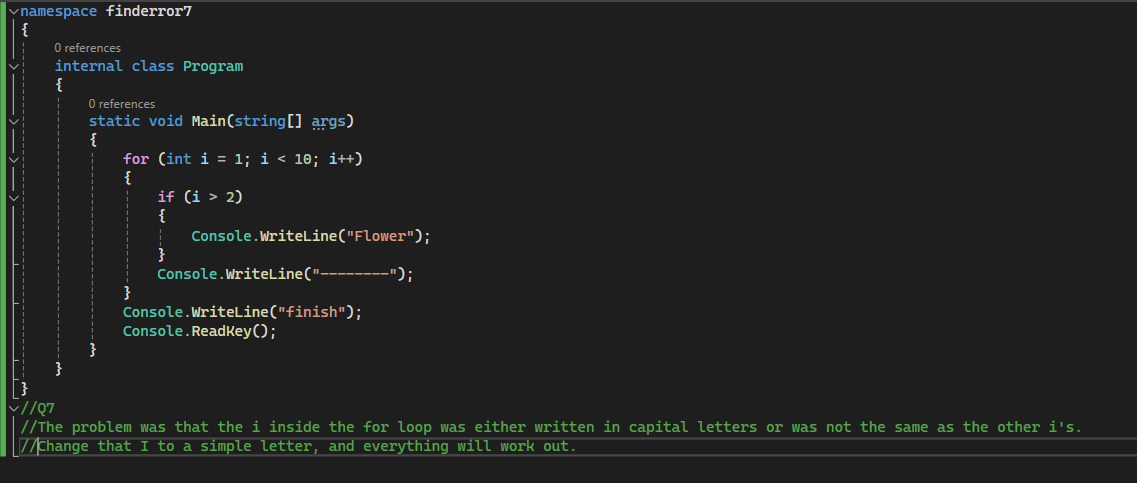 namespace finderror7
{
0 references
internal class Program
{
0 references
static void Main(string[] args)
{
for (int i = 1; i < 10; i++)
{
if (i > 2)
{
Console.WriteLine("Flower");
}
Console.WriteLine("--------");
}
Console.WriteLine("finish");
Console.ReadKey();
}
}
}
//Q7
//The problem was that the i inside the for loop was either written in capital letters or was not the same as the other i's.
//Change that I to a simple letter, and everything will work out.